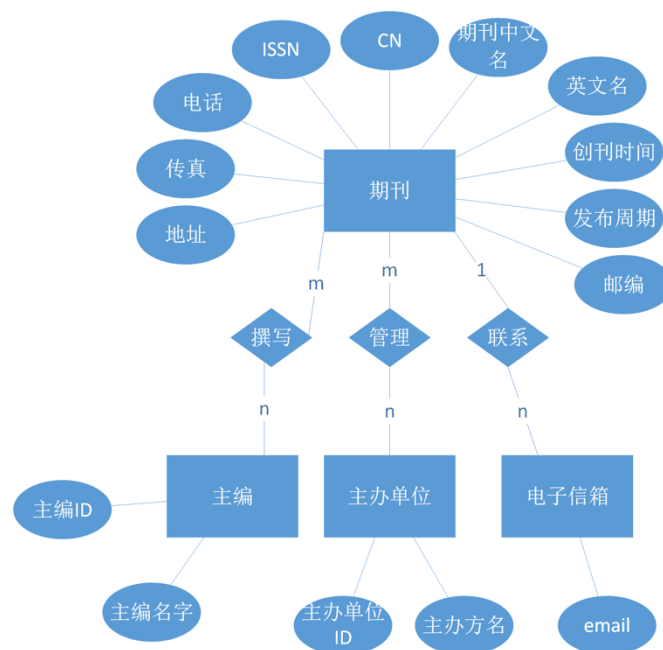 CN
期刊中文
名
ISSN
英文名
电话
创刊时间
传真
期刊
发布周期
地址
邮编
m
m
1
撰写
管理
联系
n
n
n
主编
主办单位
电子信箱
主编ID
主编名字
主办单位
ID
主办方名
email